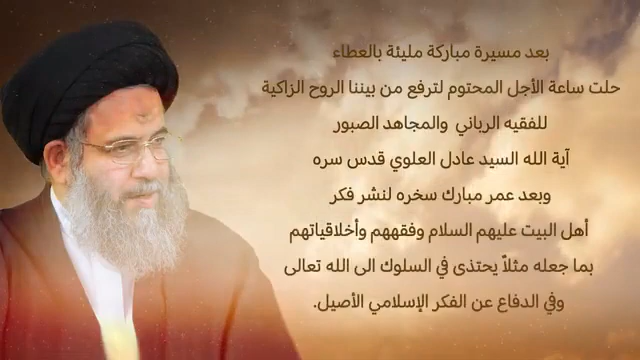 بعد مسيرة مباركة مليئة بالعطاء
حلت ساعة الأجل المحتوم لترفع من بيننا الروح الزاكية
للفقيه الرباني والمجاهد الصبور
آية الله السيد عادل العلوي قدس سره
وبعد عمر مبارك سخره لنشر فكر
أهل البيت عليهم السلام وفقههم وأخلاقياتهم
بما جعله مثلاً يحتذى في السلوك الى الله تعالى
وفي الدفاع عن الفكر الإسلامي الأصيل.